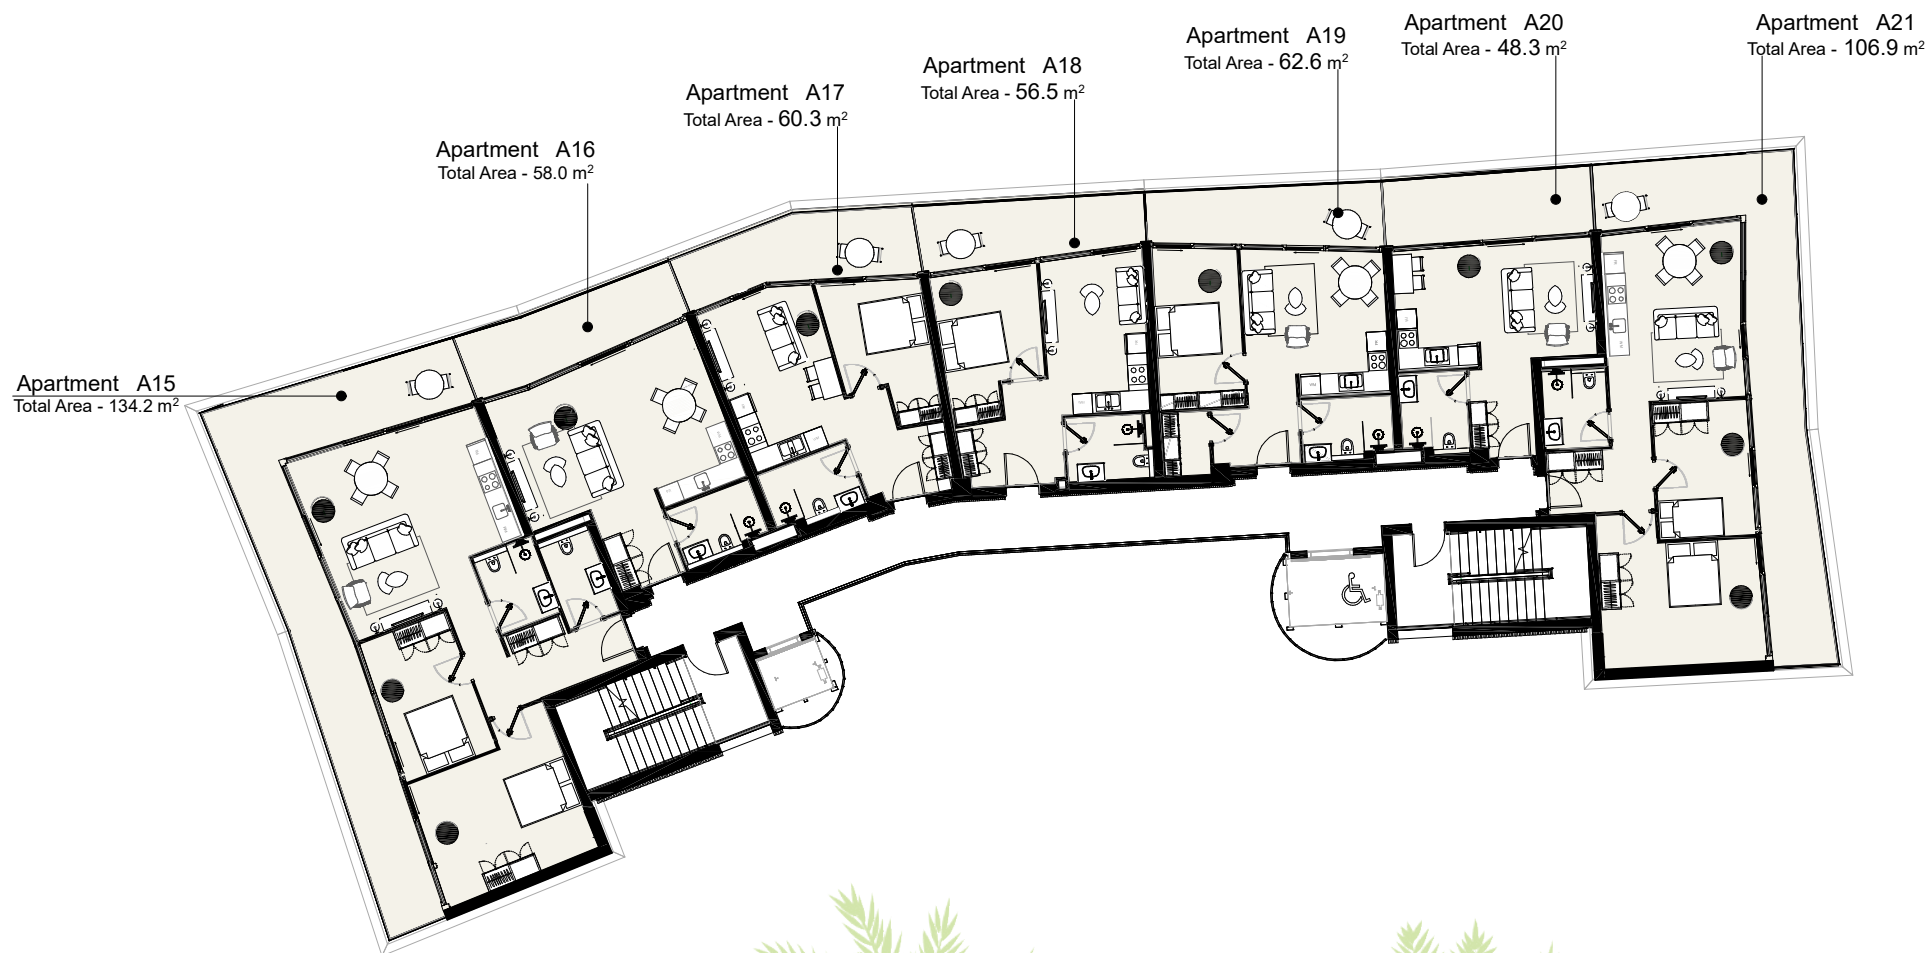 Apartment A15
Total Area - 134.2 m²
Apartment A16
Total Area - 58.0 m²
Apartment A17
Total Area - 60.3 m²
Apartment A18
Total Area - 56.5 m²
Apartment A19
Total Area - 62.6 m²
Apartment A20
Total Area - 48.3 m²
Apartment A21
Total Area - 106.9 m²